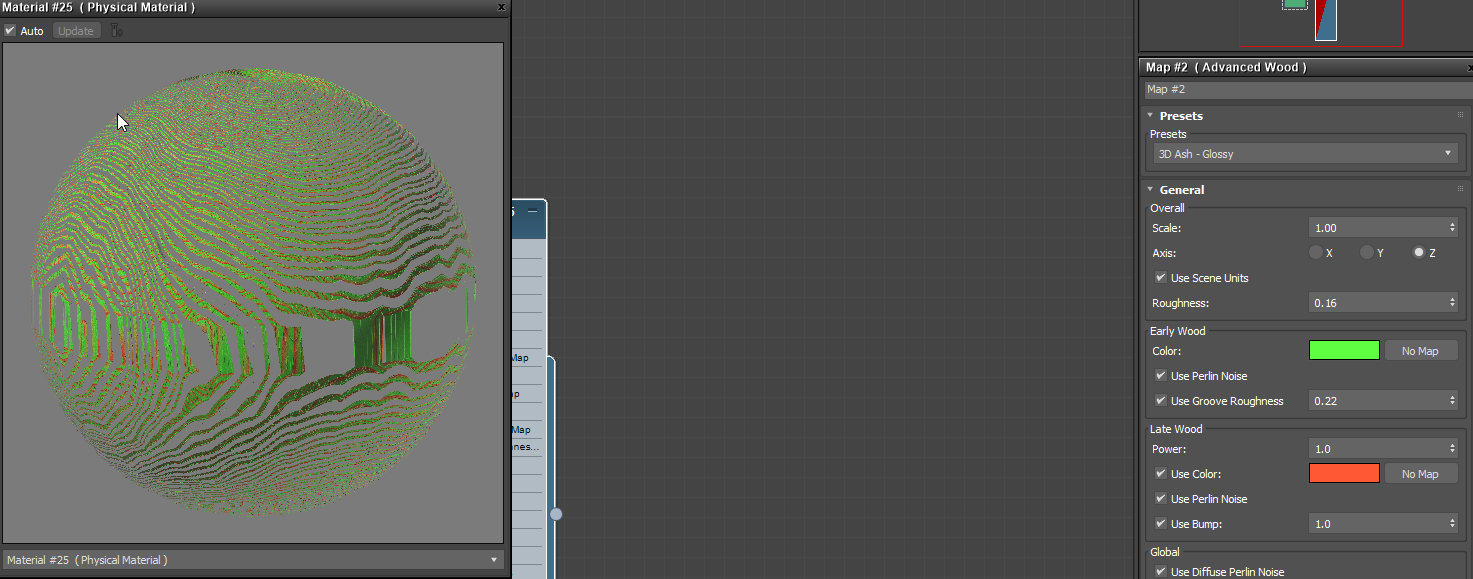 Material #25 ( Physical Material )
x
Auto
Update
Material #25 ( Physical Material )
5
Map
Map
nes...
Map #2 ( Advanced Wood )
Map #2
Presets
Presets
3D Ash - Glossy
General
Overall
Scale: 1.00
Axis: X Y Z
Use Scene Units
Roughness: 0.16
Early Wood
Color: No Map
Use Perlin Noise
Use Groove Roughness 0.22
Late Wood
Power: 1.0
Use Color: No Map
Use Perlin Noise
Use Bump: 1.0
Global
Use Diffuse Perlin Noise